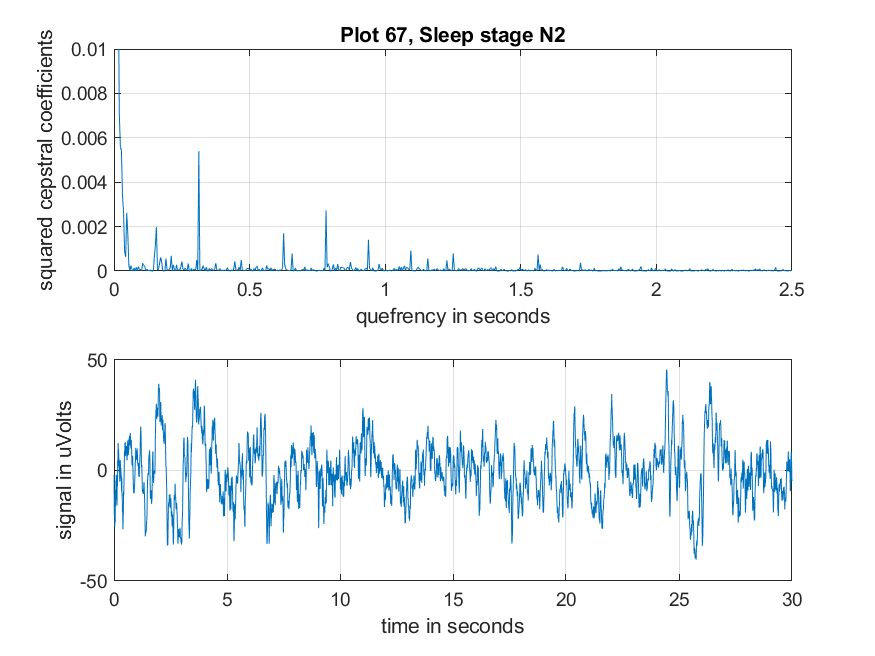 Plot 67, Sleep stage N2
squared cepstral coefficients
0.01
0.008
0.006
0.004
0.002
0
0 0.5 1 1.5 2 2.5
quefrency in seconds
signal in uVolts
50
0
-50
0 5 10 15 20 25 30
time in seconds